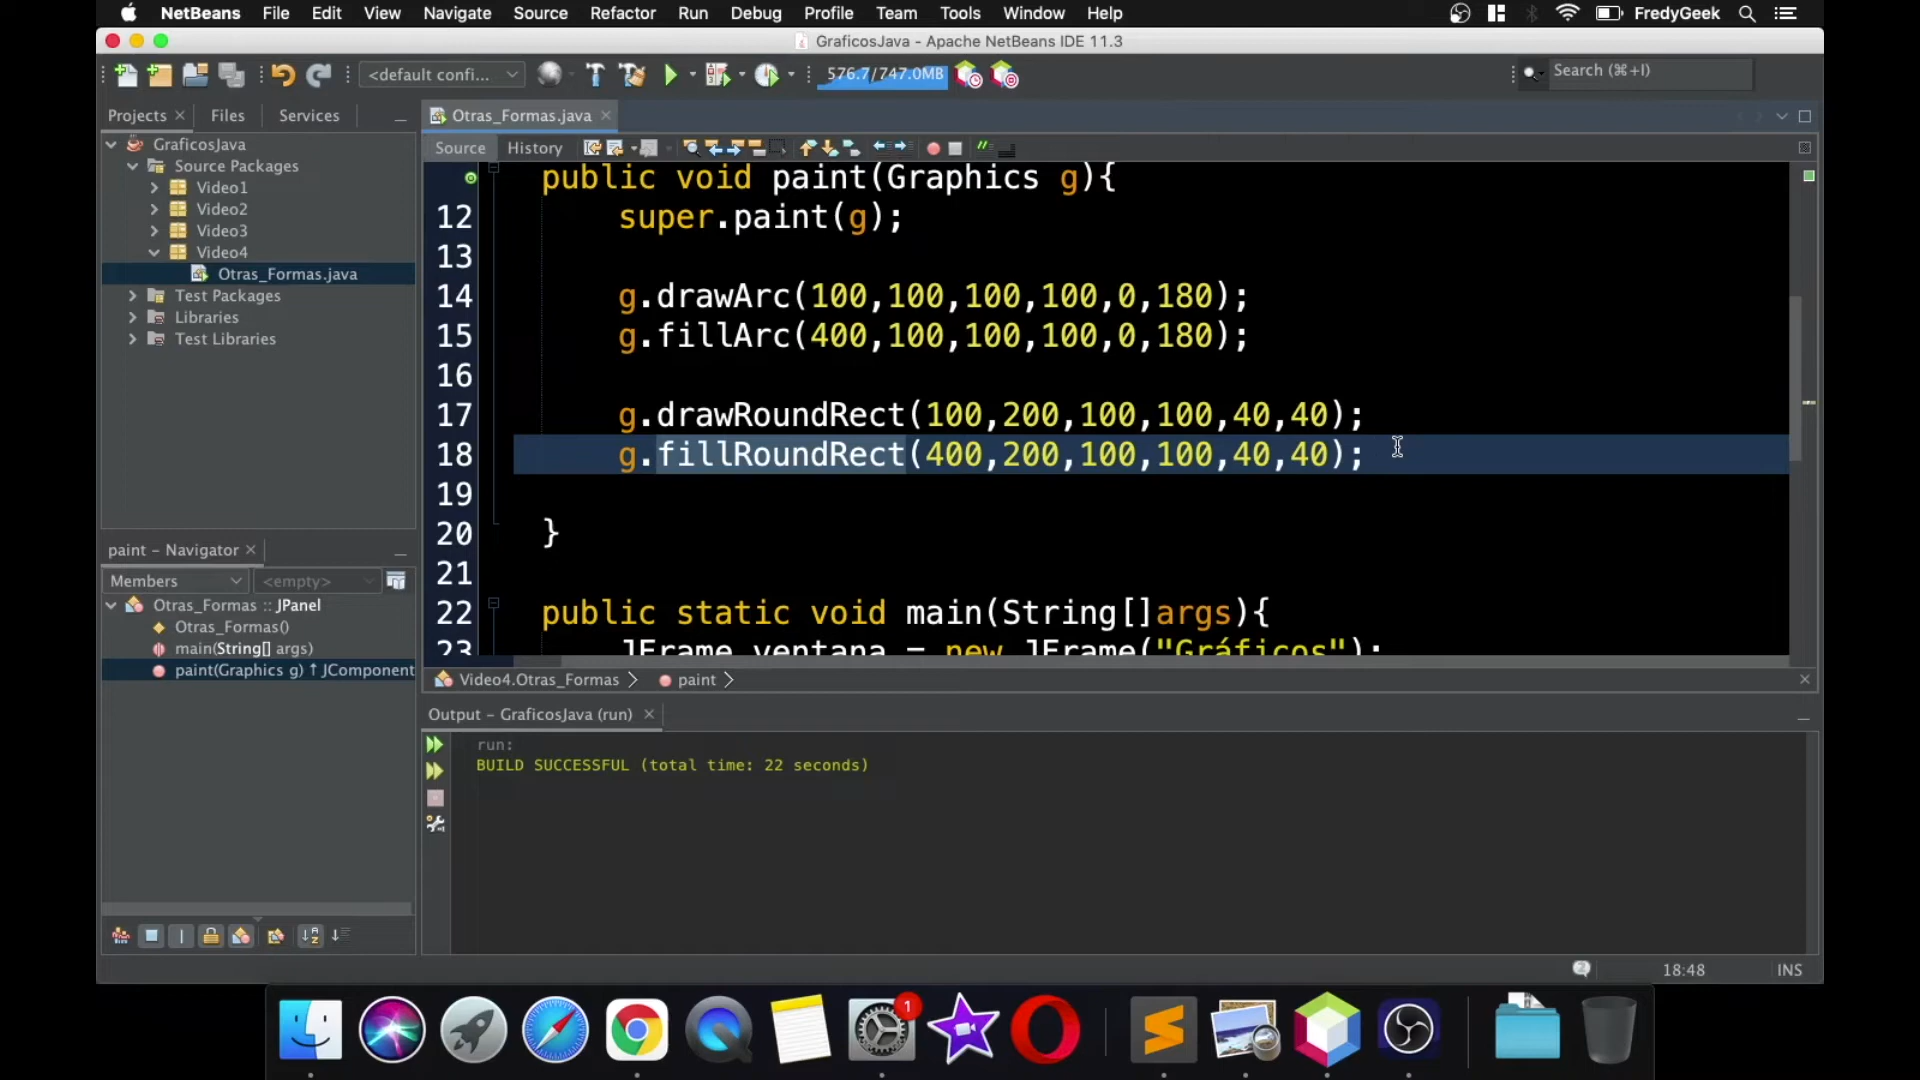 NetBeans File Edit View Navigate Source Refactor Run Debug Profile Team Tools Window Help FredyGeek
GraficosJava - Apache NetBeans IDE 11.3
<default confi... 576.7/747.0MB Search (⌘+I)
Projects Files Services Otras_Formas.java
Source History
GraficosJava
Source Packages
Video1
Video2
Video3
Video4
Otras_Formas.java
Test Packages
Libraries
Test Libraries
public void paint(Graphics g){
12 super.paint(g);
13
14 g.drawArc(100,100,100,100,0,180);
15 g.fillArc(400,100,100,100,0,180);
16
17 g.drawRoundRect(100,200,100,100,40,40);
18 g.fillRoundRect(400,200,100,100,40,40);
19
20 }
21
22 public static void main(String[]args){
23 JFrame ventana = new JFrame("Gráficos");
paint - Navigator
Members <empty>
Otras_Formas :: JPanel
Otras_Formas()
main(String[] args)
paint(Graphics g) ↑ JComponent
Video4.Otras_Formas paint
Output - GraficosJava (run)
run:
BUILD SUCCESSFUL (total time: 22 seconds)
18:48 INS
1